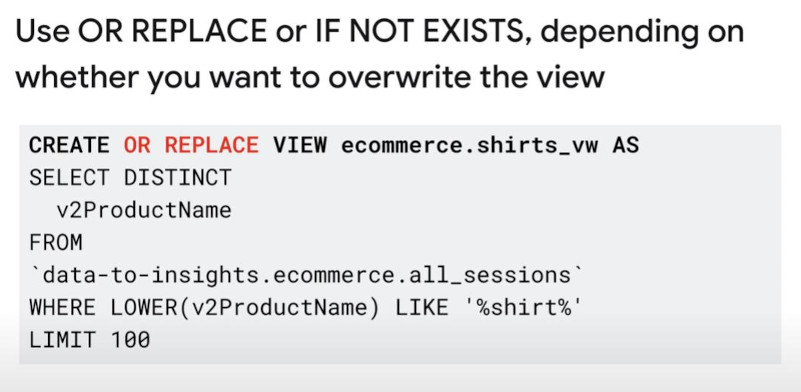 Use OR REPLACE or IF NOT EXISTS, depending on
whether you want to overwrite the view
CREATE OR REPLACE VIEW ecommerce.shirts_vw AS
SELECT DISTINCT
  v2ProductName
FROM
`data-to-insights.ecommerce.all_sessions`
WHERE LOWER(v2ProductName) LIKE '%shirt%'
LIMIT 100